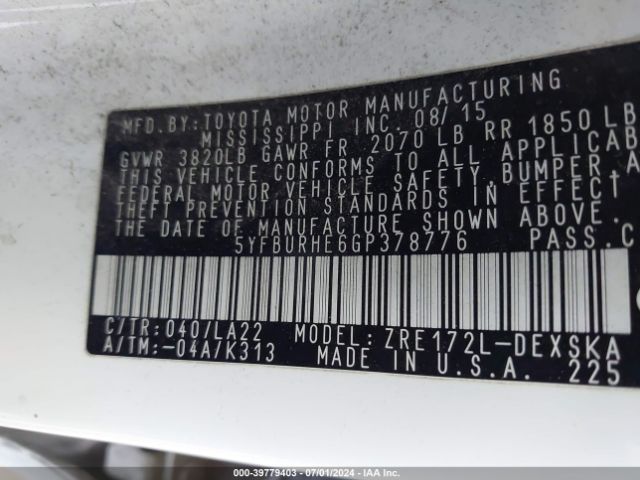 MFD. BY: TOYOTA MOTOR MANUFACTURING
MISSISSIPPI INC. 08/15
GVWR 3820LB GAWR FR 2070 LB RR 1850 LB
THIS VEHICLE CONFORMS TO ALL APPLICAB
FEDERAL MOTOR VEHICLE SAFETY, BUMPER, A
THEFT PREVENTION STANDARDS IN EFFECT
THE DATE OF MANUFACTURE SHOWN ABOVE.
5YFBURHE6GP378776 PASS. C
C/TR: 040/LA22 MODEL: ZRE172L-DEXSKA
A/TM: -04A/K313 MADE IN U.S.A. 225
000-39779403 - 07/01/2024 - IAA Inc.